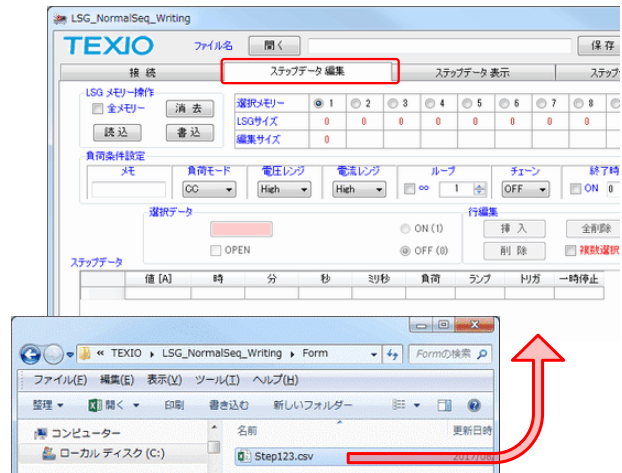 LSG_NormalSeq_Writing
TEXIO ファイル名 開く 保存
接続 ステップデータ 編集 ステップデータ 表示
LSG メモリー操作
全メモリー 消去 選択メモリー 1 2 3 4 5 6 7 8
LSGサイズ 0 0 0 0 0 0 0 0
読込 書込 編集サイズ 0
負荷条件設定
メモ 負荷モード 電圧レンジ 電流レンジ ループ チェーン
CC High High ∞ 1 OFF ON 0
選択データ 行編集
ON (1) 挿入 全削除
OPEN OFF (0) 削除 複数選択
ステップデータ
値 [A] 時 分 秒 ミリ秒 負荷 ランプ トリガ 一時停止
« TEXIO LSG_NormalSeq_Writing Form Formの検索
ファイル(F) 編集(E) 表示(V) ツール(T) ヘルプ(H)
整理 開く 印刷 書き込む 新しいフォルダー
コンピューター 名前 更新日時
ローカル ディスク (C:) Step123.csv